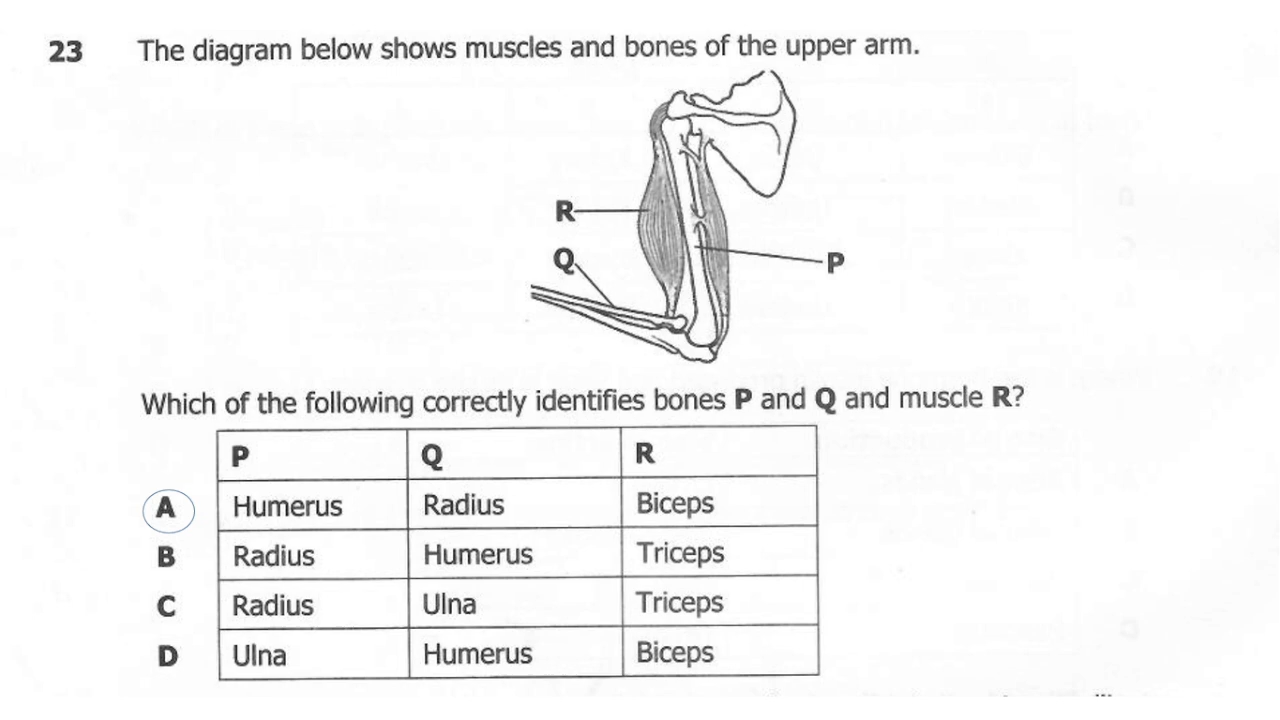 23 The diagram below shows muscles and bones of the upper arm.
R
Q
P
Which of the following correctly identifies bones P and Q and muscle R?
P Q R
A Humerus Radius Biceps
B Radius Humerus Triceps
C Radius Ulna Triceps
D Ulna Humerus Biceps